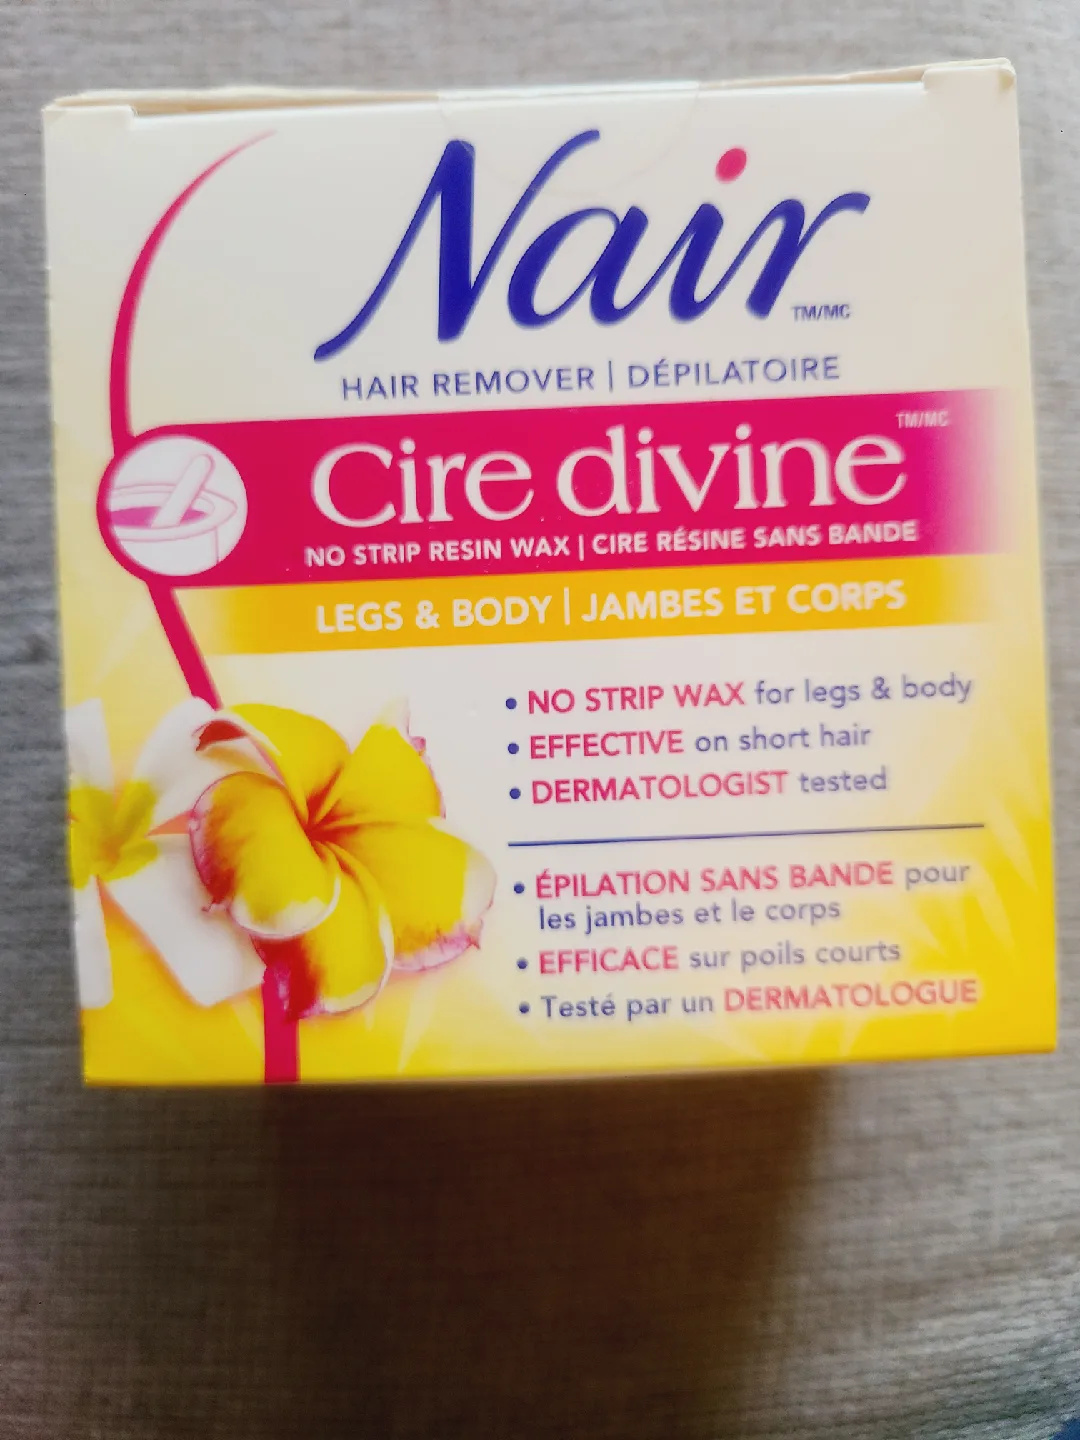 Nair TM/MC
HAIR REMOVER | DÉPILATOIRE
Cire divine TM/MC
NO STRIP RESIN WAX | CIRE RÉSINE SANS BANDE
LEGS & BODY | JAMBES ET CORPS
• NO STRIP WAX for legs & body
• EFFECTIVE on short hair
• DERMATOLOGIST tested
• ÉPILATION SANS BANDE pour
les jambes et le corps
• EFFICACE sur poils courts
• Testé par un DERMATOLOGUE